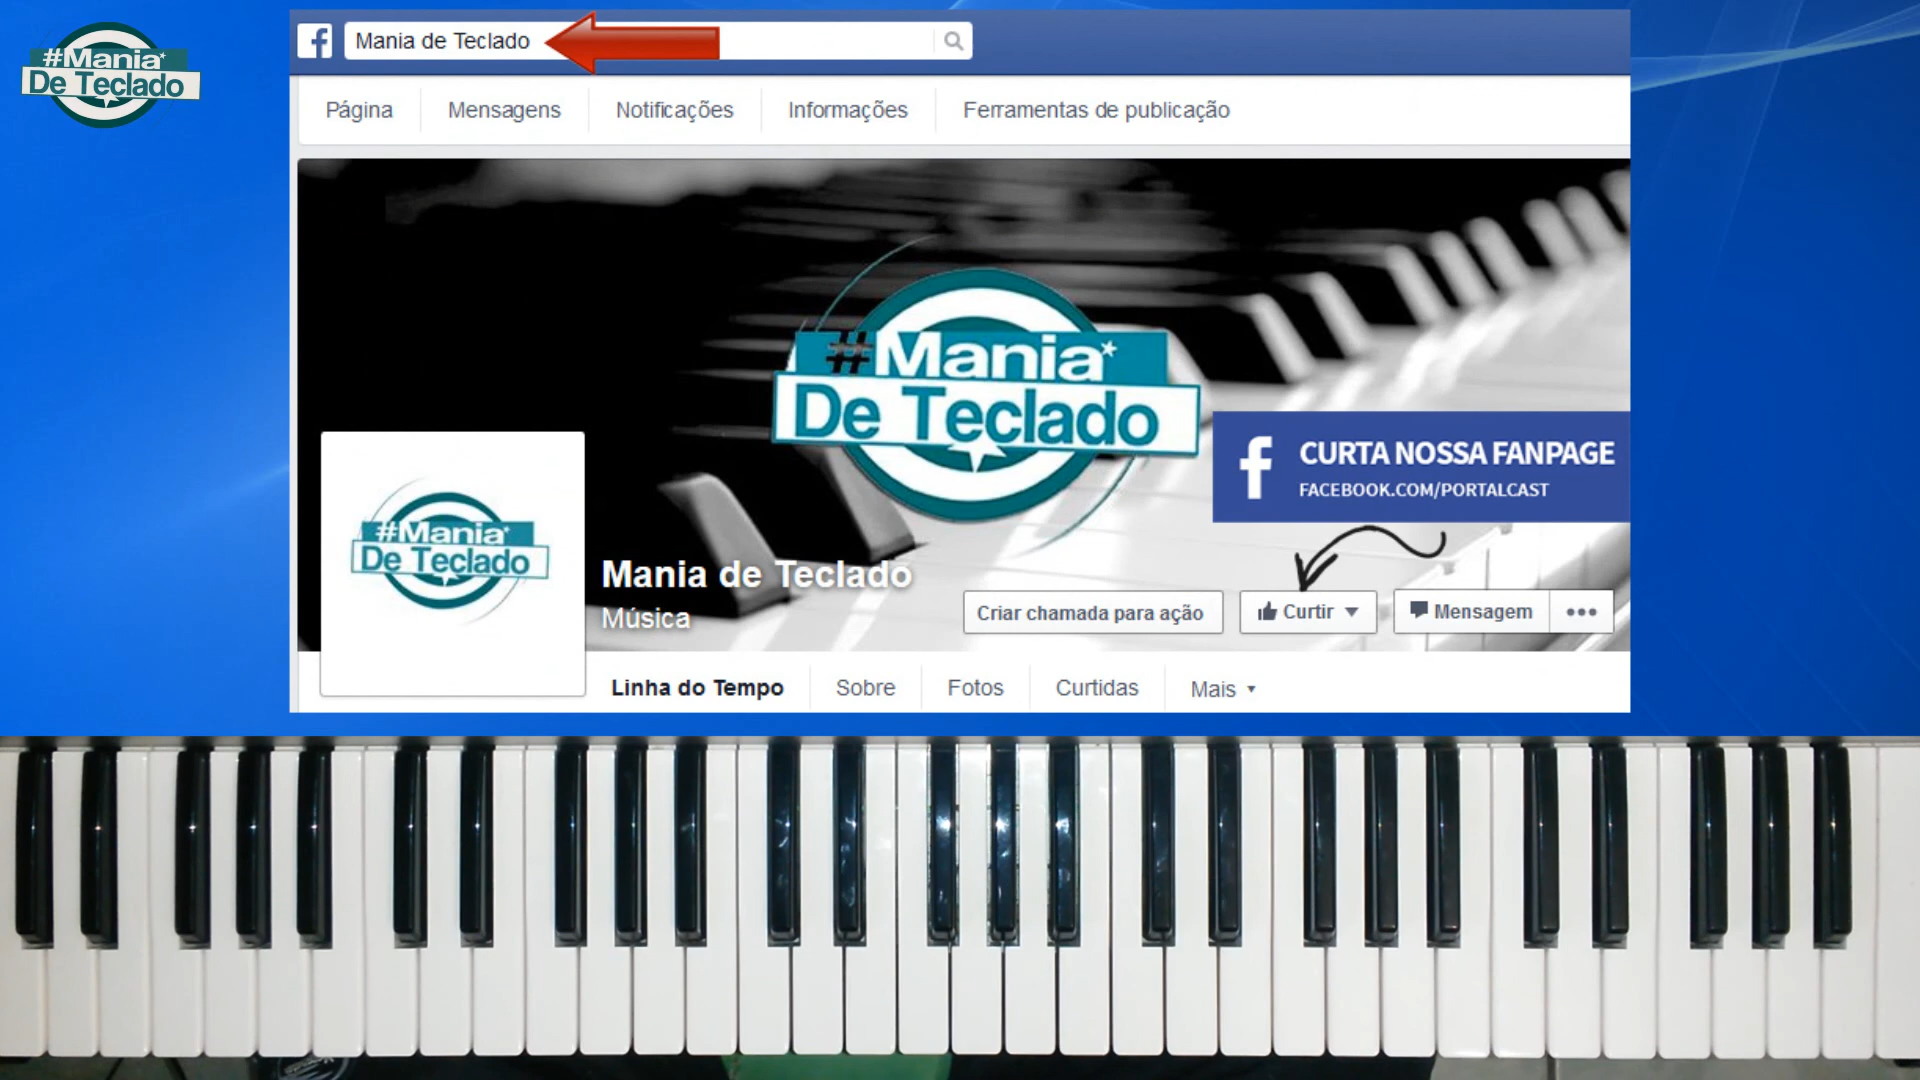 #Mania
De Teclado
Mania de Teclado
Página Mensagens Notificações Informações Ferramentas de publicação
#Mania
De Teclado
CURTA NOSSA FANPAGE
FACEBOOK.COM/PORTALCAST
#Mania
De Teclado
Mania de Teclado
Música
Criar chamada para ação Curtir Mensagem
Linha do Tempo Sobre Fotos Curtidas Mais